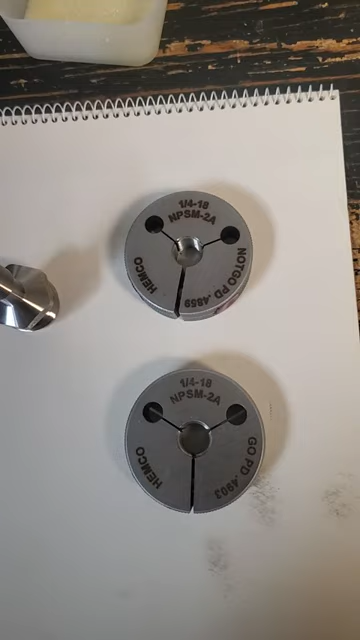 1/4-18
NPSM-2A
HEMCO
NOTGO PD .4859
1/4-18
NPSM-2A
HEMCO
GO PD .4903